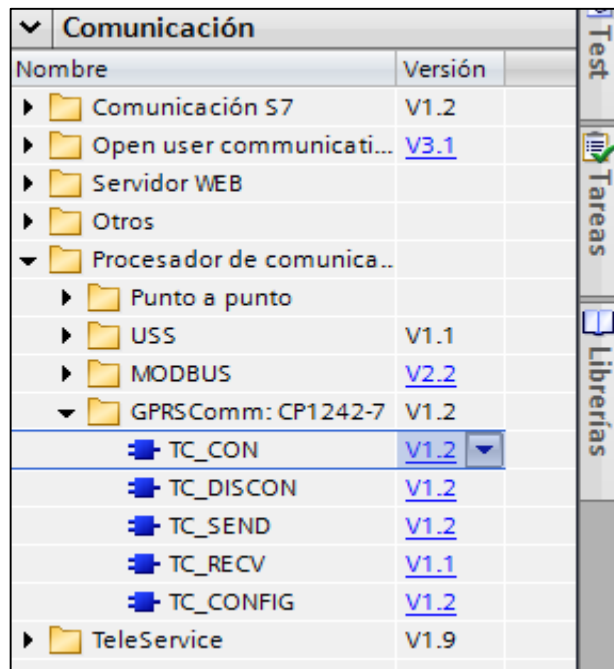 Comunicación
Nombre Versión
Comunicación S7 V1.2
Open user communicati... V3.1
Servidor WEB
Otros
Procesador de comunica..
Punto a punto
USS V1.1
MODBUS V2.2
GPRSComm: CP1242-7 V1.2
TC_CON V1.2
TC_DISCON V1.2
TC_SEND V1.2
TC_RECV V1.1
TC_CONFIG V1.2
TeleService V1.9
Test
Tareas
Librerías